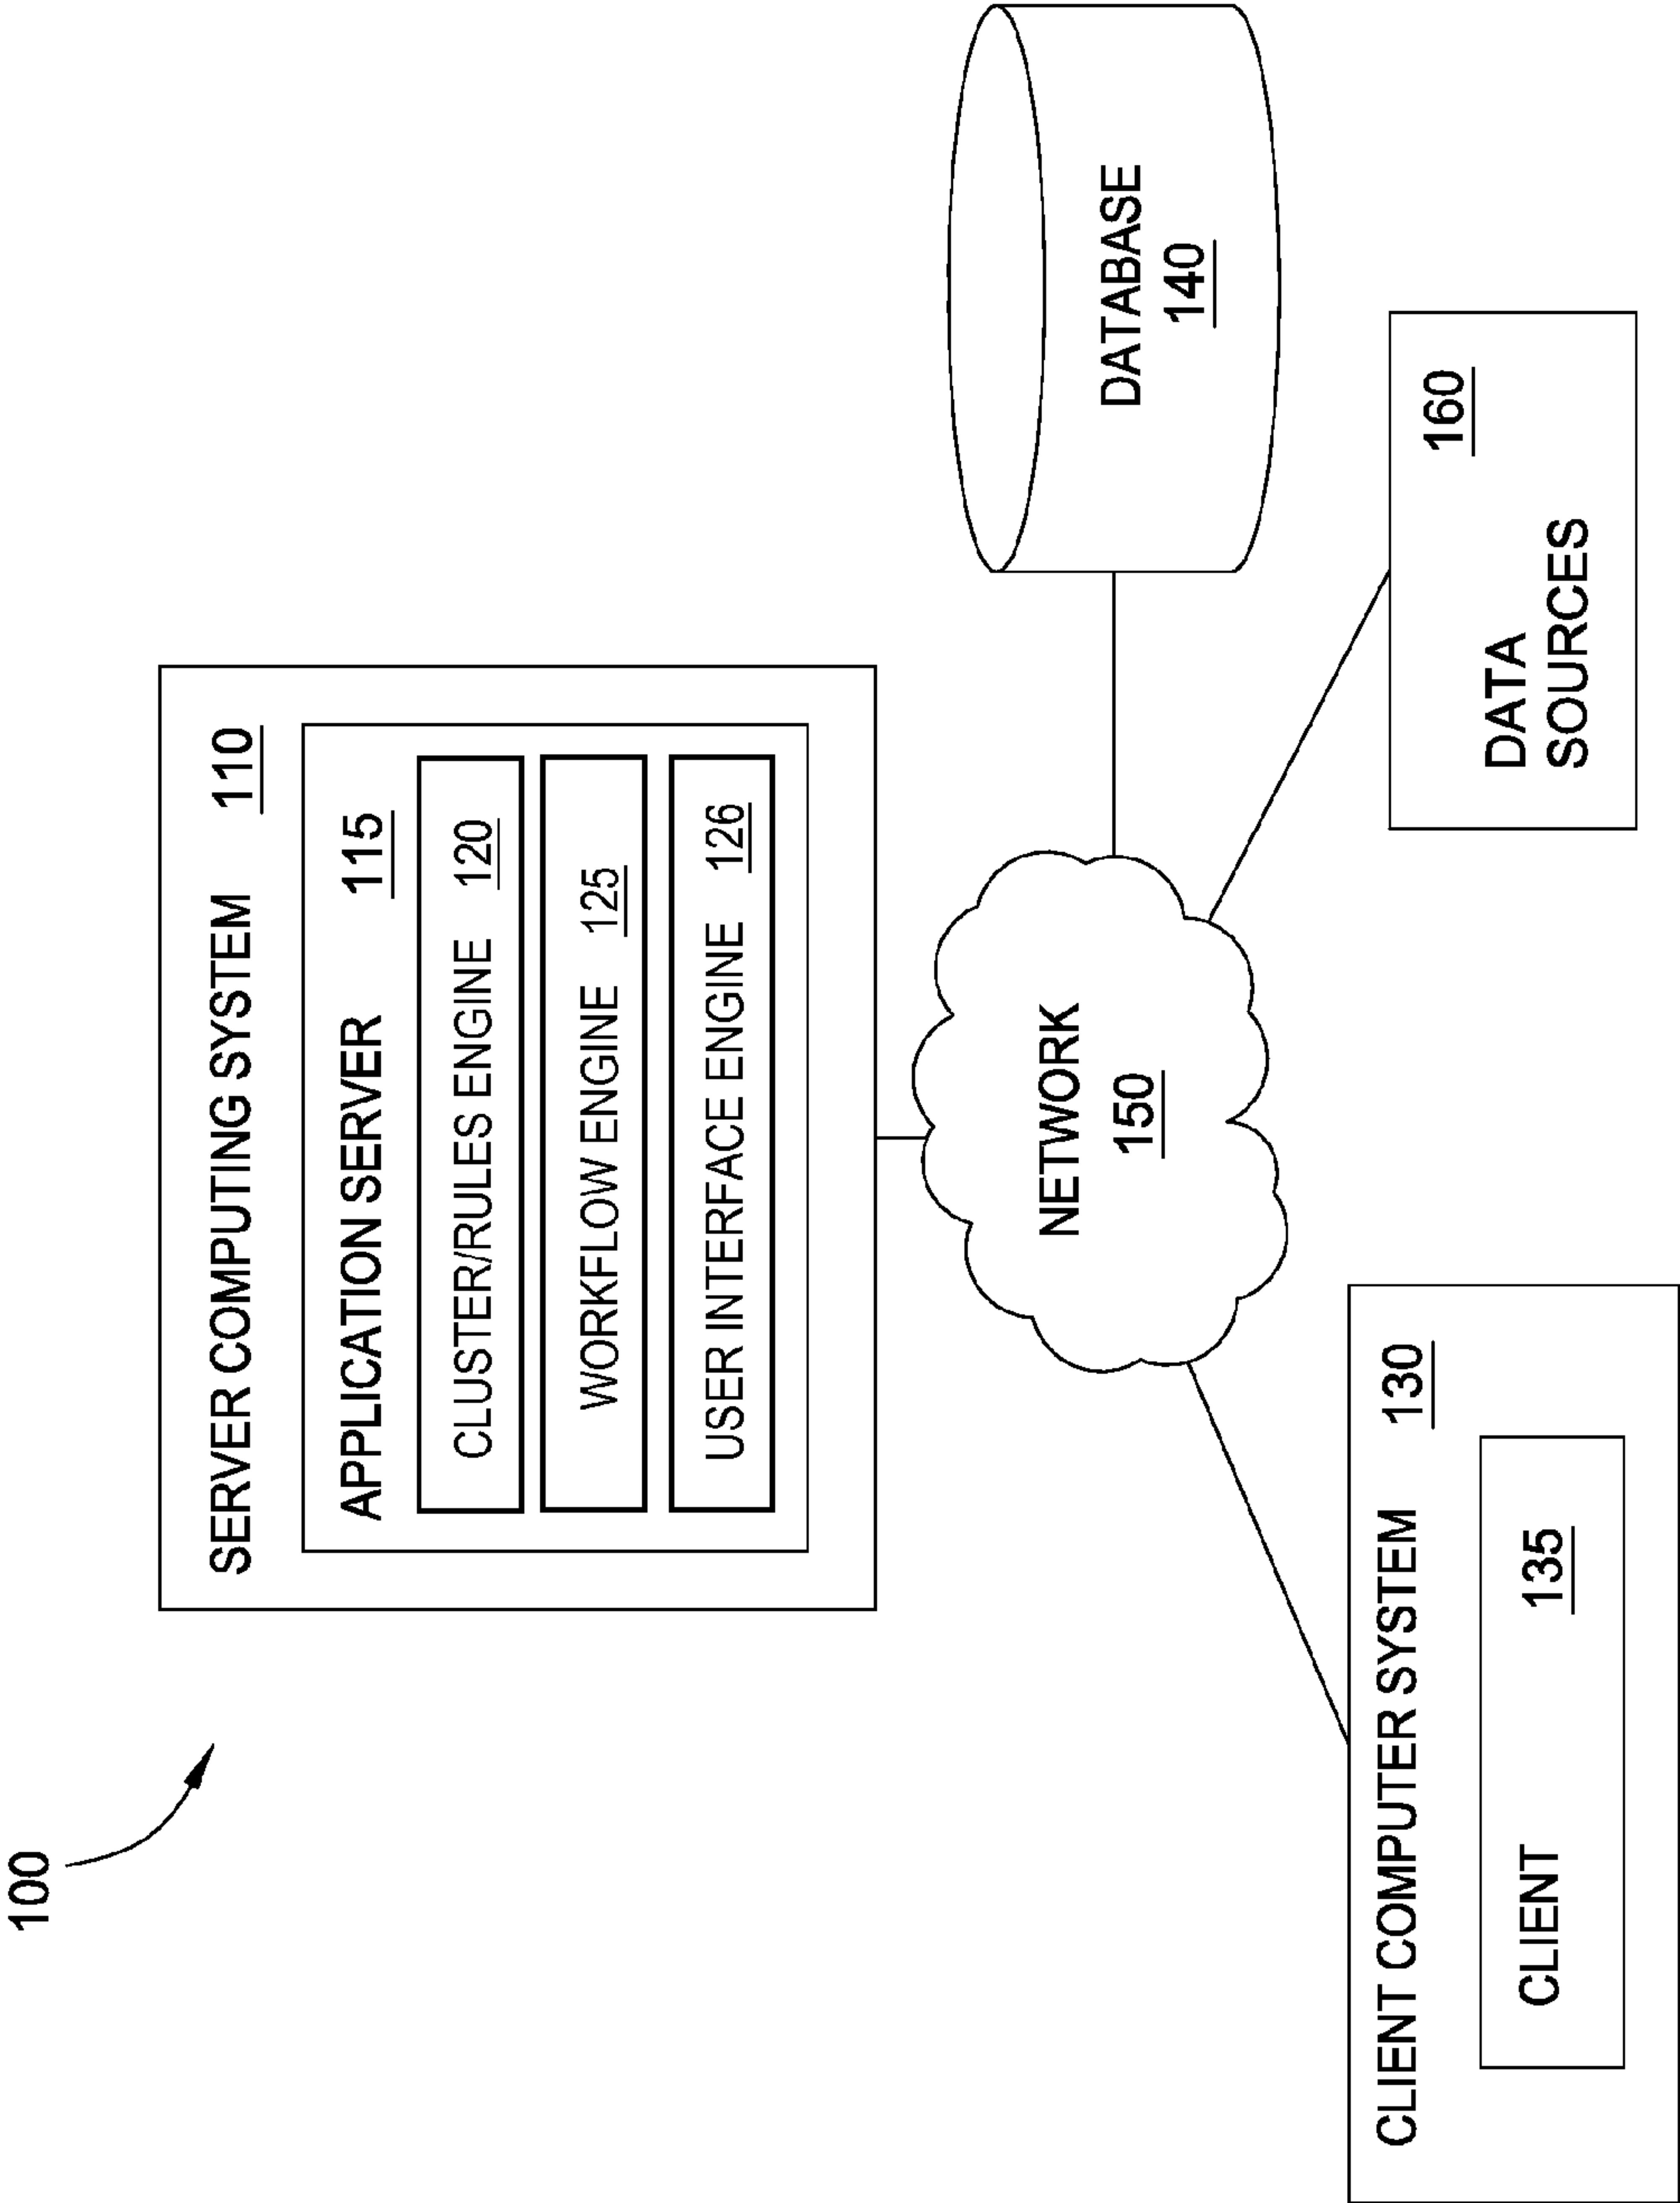 100
SERVER COMPUTING SYSTEM 110
APPLICATION SERVER 115
CLUSTER/RULES ENGINE 120
WORKFLOW ENGINE 125
USER INTERFACE ENGINE 126
NETWORK
150
DATABASE
140
CLIENT COMPUTER SYSTEM 130
CLIENT 135
160
DATA
SOURCES